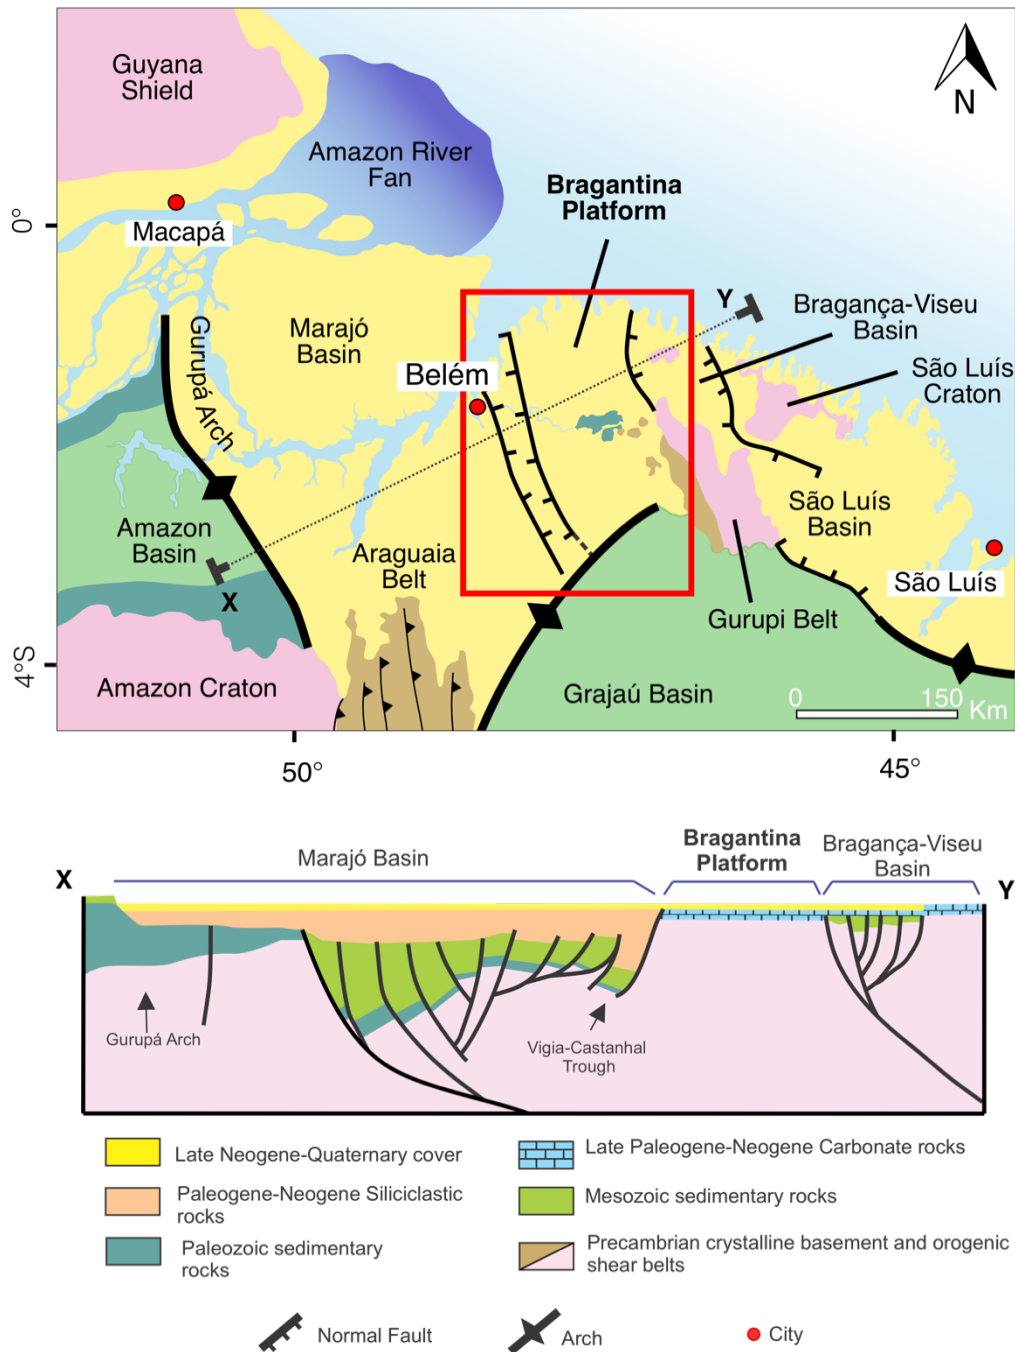 Guyana
Shield
Amazon River
Fan
N
Bragantina
Platform
0°
Macapá
Gurupá Arch
Marajó
Basin
Y
Bragança-Viseu
Basin
Belém
São Luís
Craton
Amazon
Basin
X
Araguaia
Belt
São Luís
Basin
São Luís
Gurupi Belt
4°S
Amazon Craton
Grajaú Basin
0 150 Km
50° 45°
X
Marajó Basin
Bragantina
Platform
Bragança-Viseu
Basin
Y
Gurupá Arch
Vigia-Castanhal
Trough
Late Neogene-Quaternary cover
Paleogene-Neogene Siliciclastic
rocks
Paleozoic sedimentary
rocks
Late Paleogene-Neogene Carbonate rocks
Mesozoic sedimentary rocks
Precambrian crystalline basement and orogenic
shear belts
Normal Fault
Arch
City